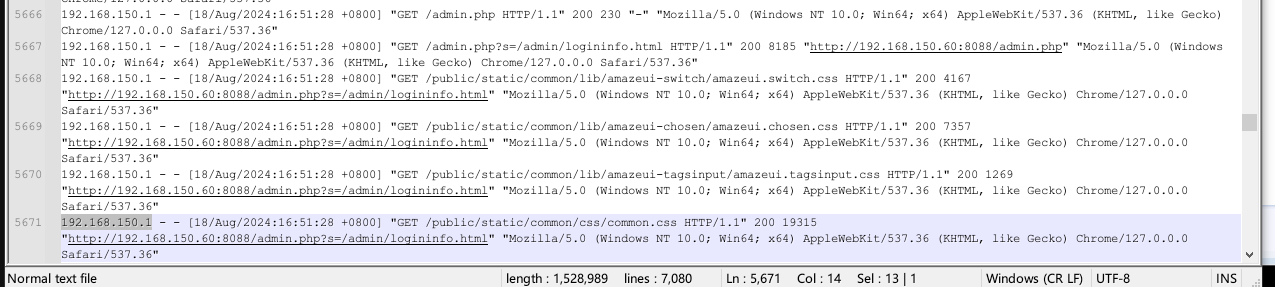 5666 192.168.150.1 - - [18/Aug/2024:16:51:28 +0800] "GET /admin.php HTTP/1.1" 200 230 "-" "Mozilla/5.0 (Windows NT 10.0; Win64; x64) AppleWebKit/537.36 (KHTML, like Gecko)
Chrome/127.0.0.0 Safari/537.36"
5667 192.168.150.1 - - [18/Aug/2024:16:51:28 +0800] "GET /admin.php?s=/admin/logininfo.html HTTP/1.1" 200 8185 "http://192.168.150.60:8088/admin.php" "Mozilla/5.0 (Windows
NT 10.0; Win64; x64) AppleWebKit/537.36 (KHTML, like Gecko) Chrome/127.0.0.0 Safari/537.36"
5668 192.168.150.1 - - [18/Aug/2024:16:51:28 +0800] "GET /public/static/common/lib/amazeui-switch/amazeui.switch.css HTTP/1.1" 200 4167
"http://192.168.150.60:8088/admin.php?s=/admin/logininfo.html" "Mozilla/5.0 (Windows NT 10.0; Win64; x64) AppleWebKit/537.36 (KHTML, like Gecko) Chrome/127.0.0.0
Safari/537.36"
5669 192.168.150.1 - - [18/Aug/2024:16:51:28 +0800] "GET /public/static/common/lib/amazeui-chosen/amazeui.chosen.css HTTP/1.1" 200 7357
"http://192.168.150.60:8088/admin.php?s=/admin/logininfo.html" "Mozilla/5.0 (Windows NT 10.0; Win64; x64) AppleWebKit/537.36 (KHTML, like Gecko) Chrome/127.0.0.0
Safari/537.36"
5670 192.168.150.1 - - [18/Aug/2024:16:51:28 +0800] "GET /public/static/common/lib/amazeui-tagsinput/amazeui.tagsinput.css HTTP/1.1" 200 1269
"http://192.168.150.60:8088/admin.php?s=/admin/logininfo.html" "Mozilla/5.0 (Windows NT 10.0; Win64; x64) AppleWebKit/537.36 (KHTML, like Gecko) Chrome/127.0.0.0
Safari/537.36"
5671 192.168.150.1 - - [18/Aug/2024:16:51:28 +0800] "GET /public/static/common/css/common.css HTTP/1.1" 200 19315
"http://192.168.150.60:8088/admin.php?s=/admin/logininfo.html" "Mozilla/5.0 (Windows NT 10.0; Win64; x64) AppleWebKit/537.36 (KHTML, like Gecko) Chrome/127.0.0.0
Safari/537.36"
Normal text file length : 1,528,989 lines : 7,080 Ln : 5,671 Col : 14 Sel : 13 | 1 Windows (CR LF) UTF-8 INS